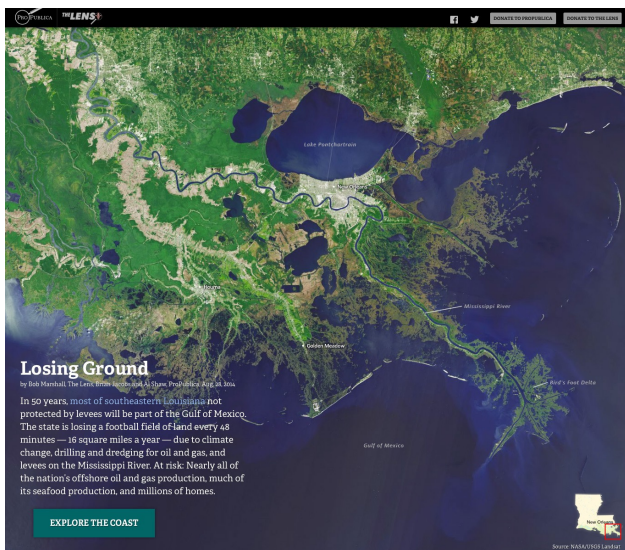 PROPUBLICA
THE LENS
DONATE TO PROPUBLICA
DONATE TO THE LENS
Lake Pontchartrain
New Orleans
Houma
Mississippi River
Golden Meadow
Bird's Foot Delta
Gulf of Mexico
Losing Ground
by Bob Marshall, The Lens, Brian Jacobs and Al Shaw, ProPublica Aug. 28, 2014
In 50 years, most of southeastern Louisiana not
protected by levees will be part of the Gulf of Mexico.
The state is losing a football field of land every 48
minutes — 16 square miles a year — due to climate
change, drilling and dredging for oil and gas, and
levees on the Mississippi River. At risk: Nearly all of
the nation's offshore oil and gas production, much of
its seafood production, and millions of homes.
EXPLORE THE COAST
New Orleans
Source: NASA/USGS Landsat